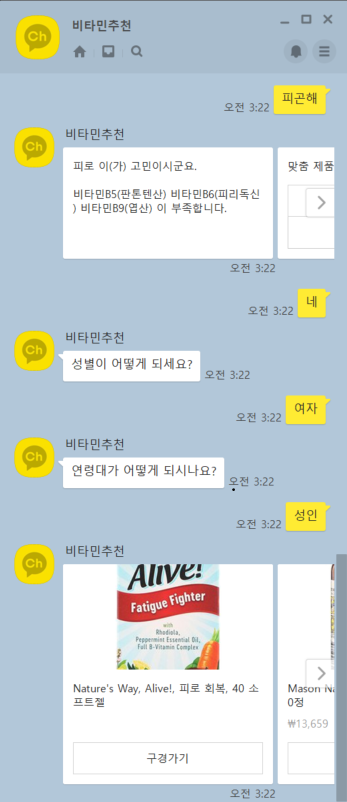 비타민추천
피곤해
오전 3:22
Ch
비타민추천
피로 이(가) 고민이시군요.
비타민B5(판톤텐산) 비타민B6(피리독신
) 비타민B9(엽산) 이 부족합니다.
맞춤 제품
오전 3:22
네
오전 3:22
Ch
비타민추천
성별이 어떻게 되세요?
오전 3:22
여자
오전 3:22
Ch
비타민추천
연령대가 어떻게 되시나요?
오전 3:22
성인
오전 3:22
Ch
비타민추천
Alive!
Fatigue Fighter
with
Rhodiola,
Peppermint Essential Oil,
Full B-Vitamin Complex
Nature's Way, Alive!, 피로 회복, 40 소
프트젤
구경가기
Mason Na
0정
₩13,659
오전 3:22